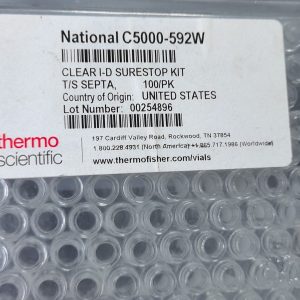 National C5000-592W
CLEAR I-D SURESTOP KIT
T/S SEPTA, 100/PK
Country of Origin: UNITED STATES
Lot Number: 00254896
thermo
scientific
197 Cardiff Valley Road, Rockwood, TN 37854
1.800.228.4931 (North America) +1.865.717.1986 (Worldwide)
www.thermofisher.com/vials